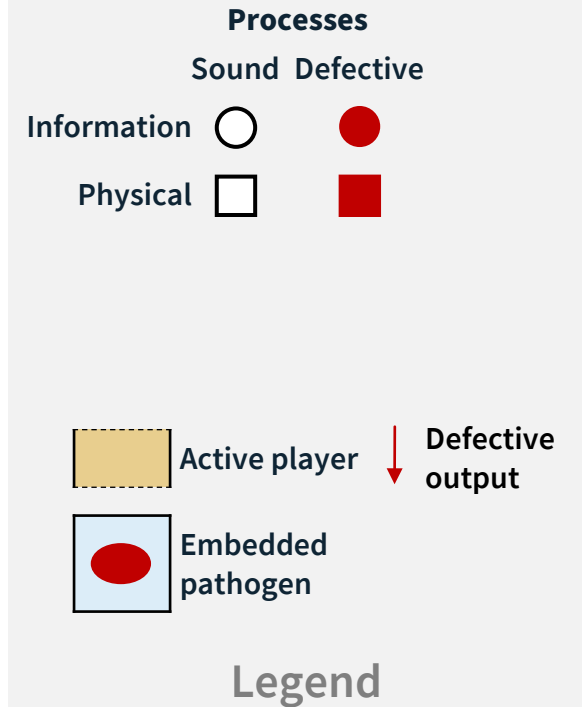 Processes
Sound Defective
Information
Physical
Active player
Defective
output
Embedded
pathogen
Legend